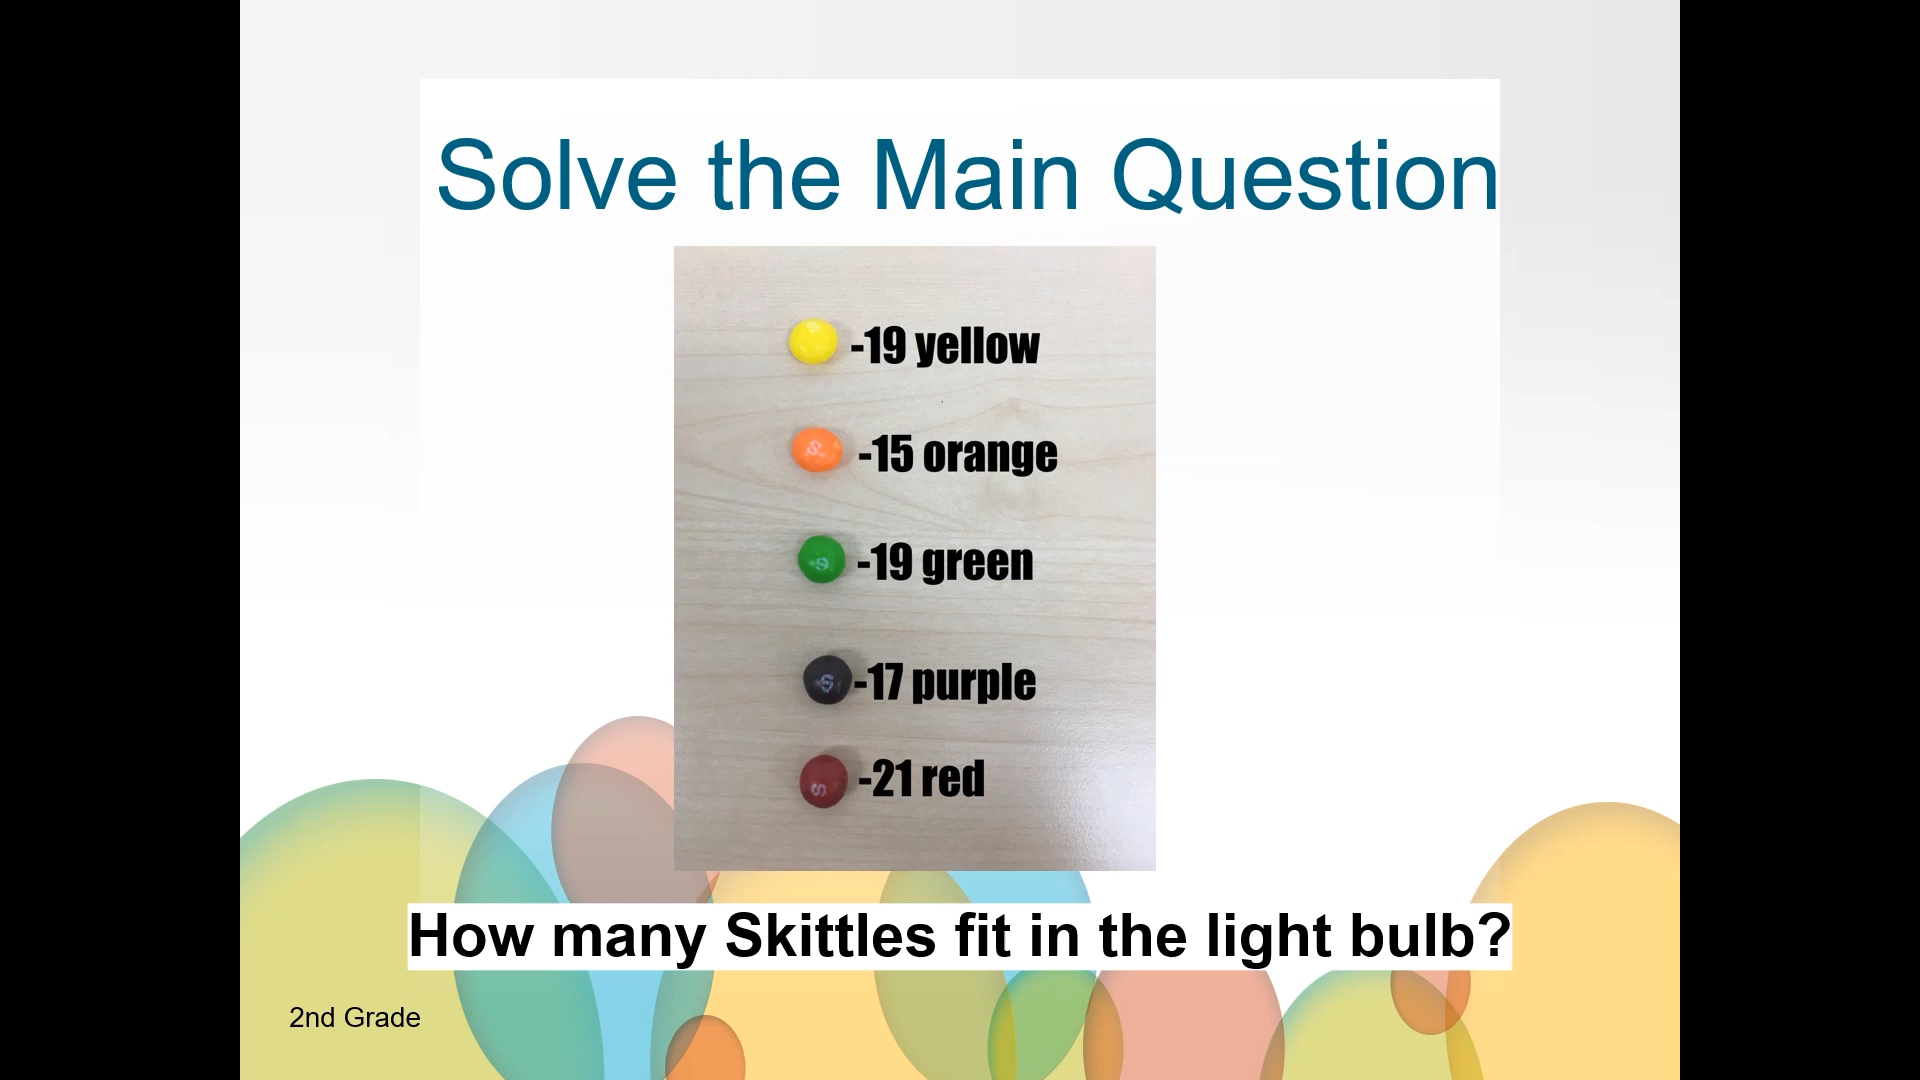 Solve the Main Question
-19 yellow
-15 orange
-19 green
-17 purple
-21 red
How many Skittles fit in the light bulb?
2nd Grade